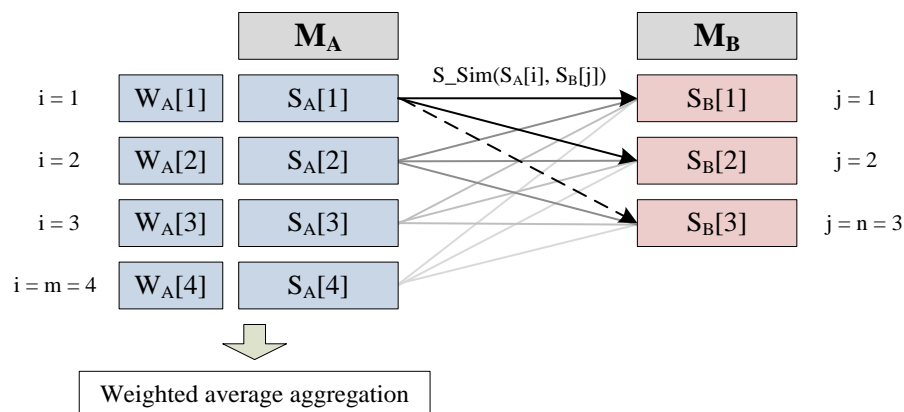 M_A M_B
S_Sim(S_A[i], S_B[j])
i = 1 W_A[1] S_A[1] S_B[1] j = 1
i = 2 W_A[2] S_A[2] S_B[2] j = 2
i = 3 W_A[3] S_A[3] S_B[3] j = n = 3
i = m = 4 W_A[4] S_A[4]
Weighted average aggregation